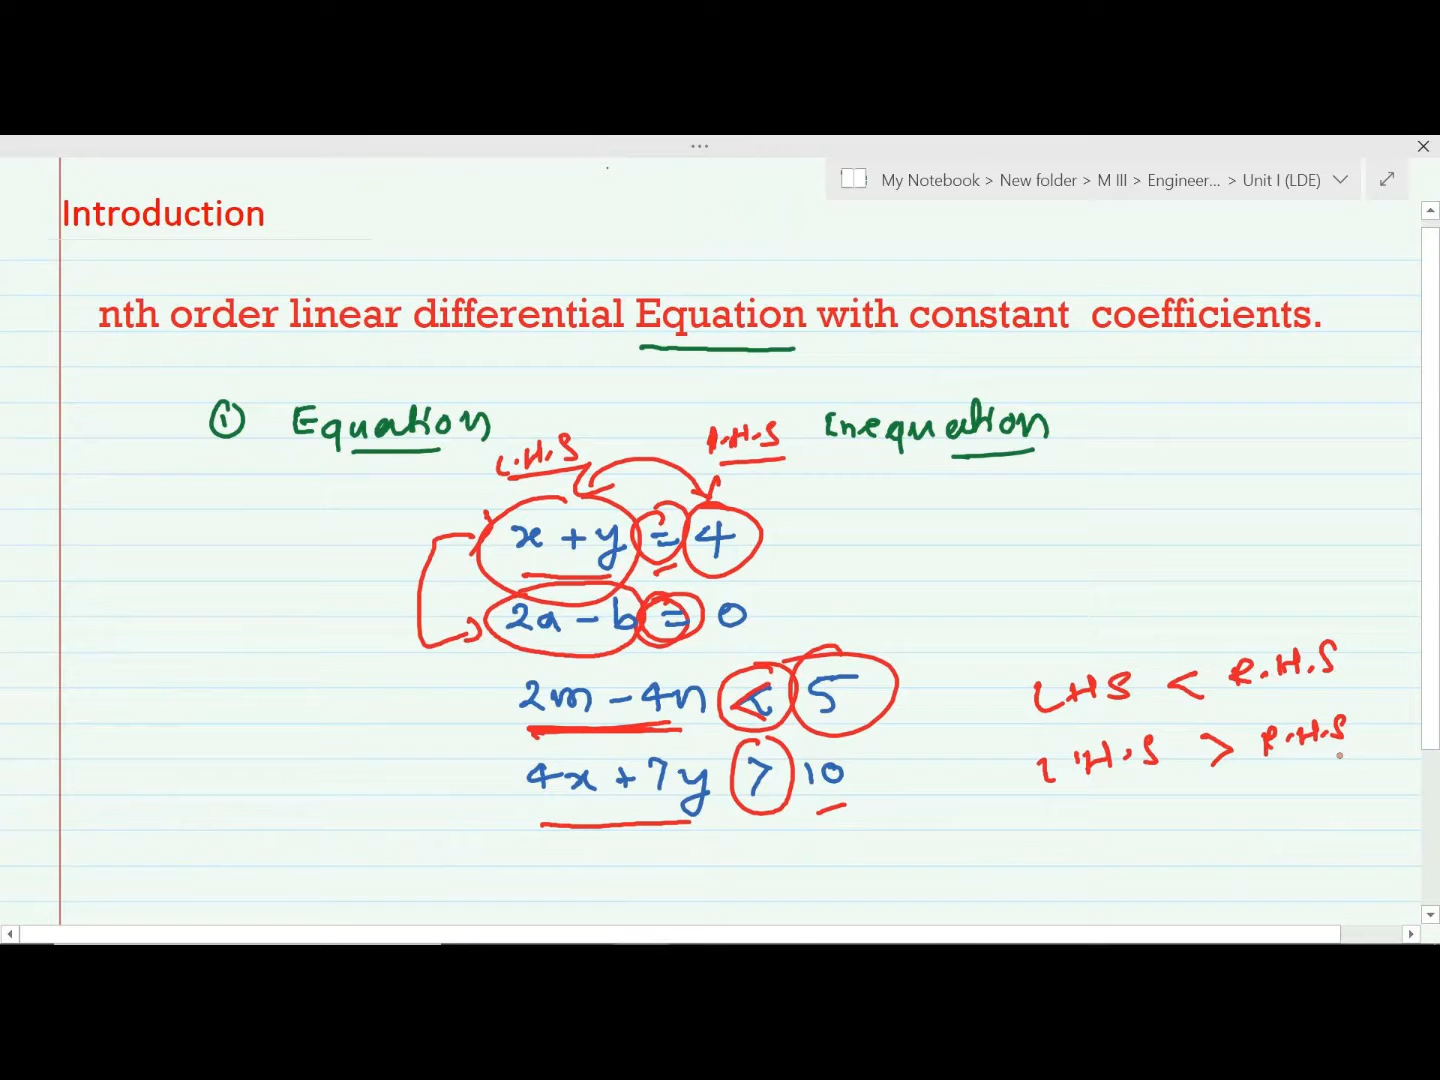 My Notebook > New folder > M III > Engineer... > Unit I (LDE)
Introduction
nth order linear differential Equation with constant coefficients.
① Equation Inequation
L.H.S R.H.S
x + y = 4
2a - b = 0
2m - 4n < 5
4x + 7y > 10
LHS < R.H.S
L.H.S > R.H.S